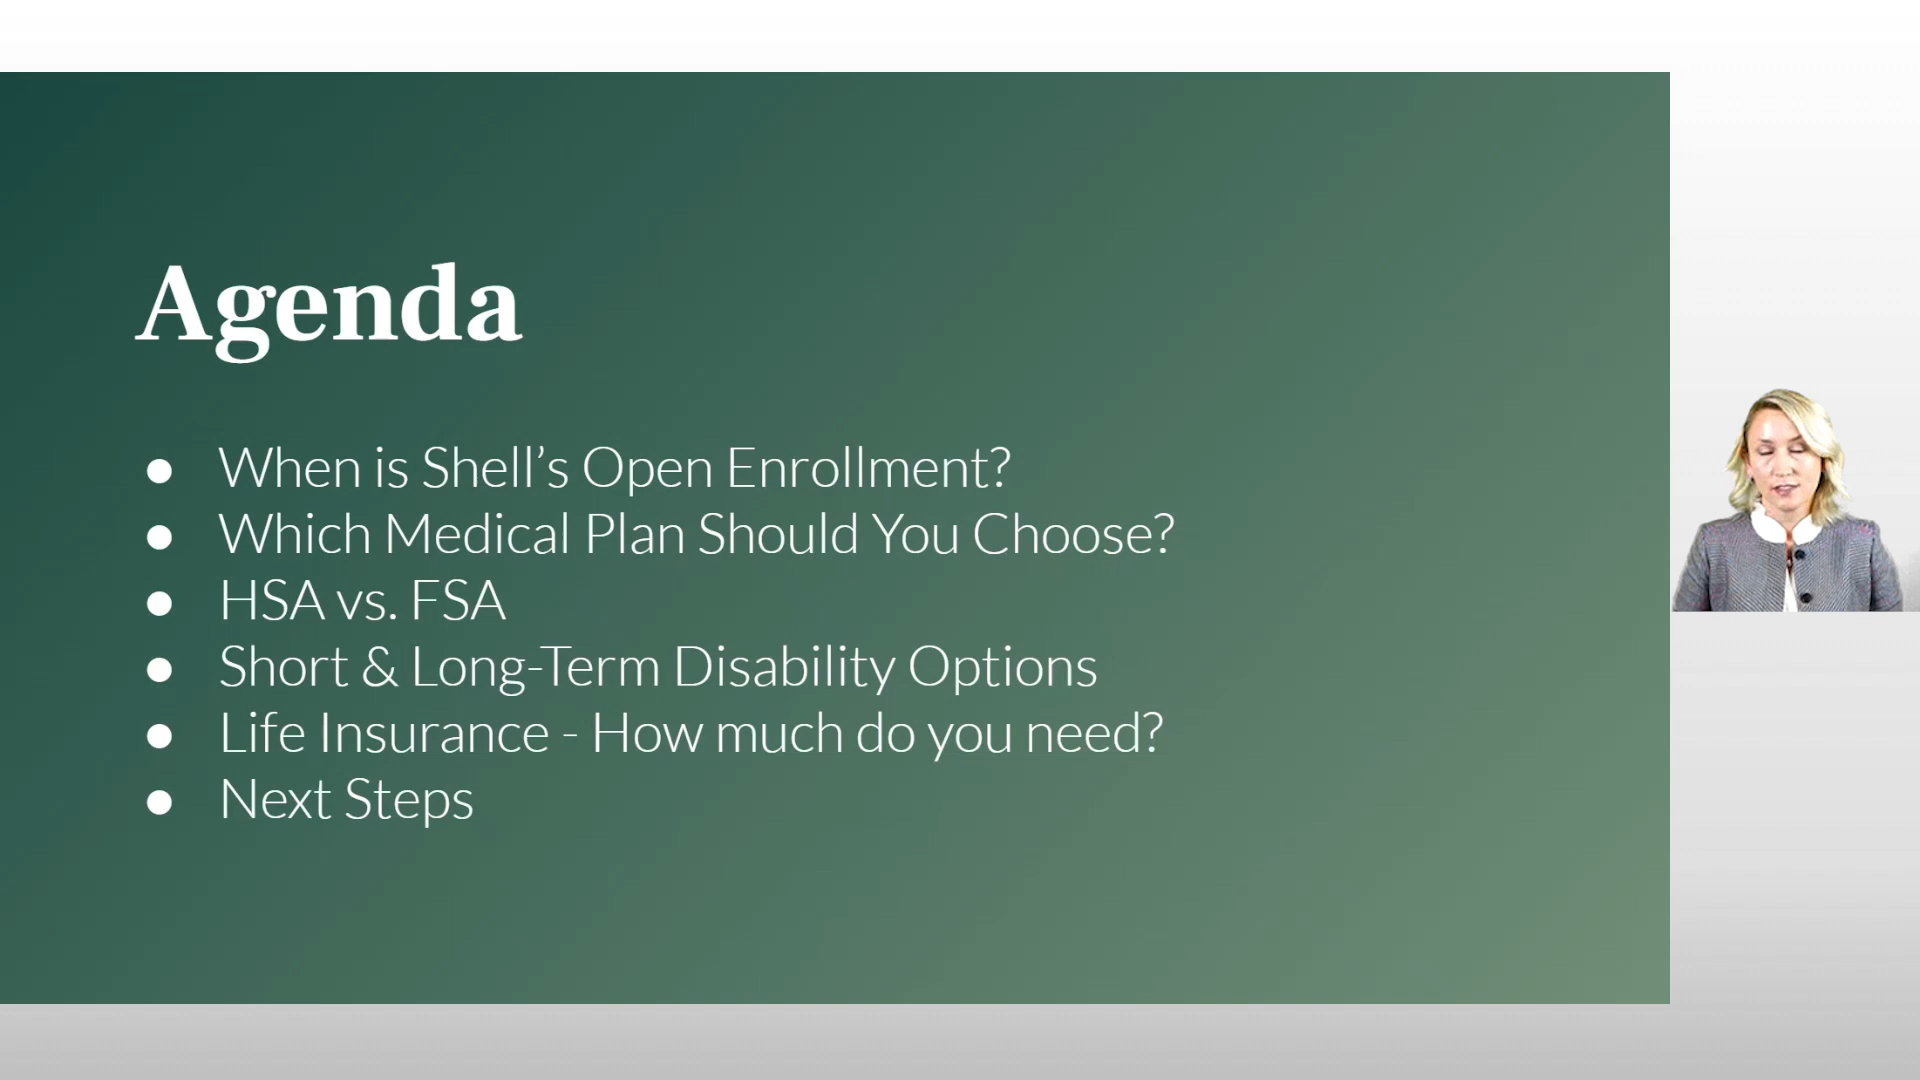 Agenda
● When is Shell’s Open Enrollment?
● Which Medical Plan Should You Choose?
● HSA vs. FSA
● Short & Long-Term Disability Options
● Life Insurance - How much do you need?
● Next Steps